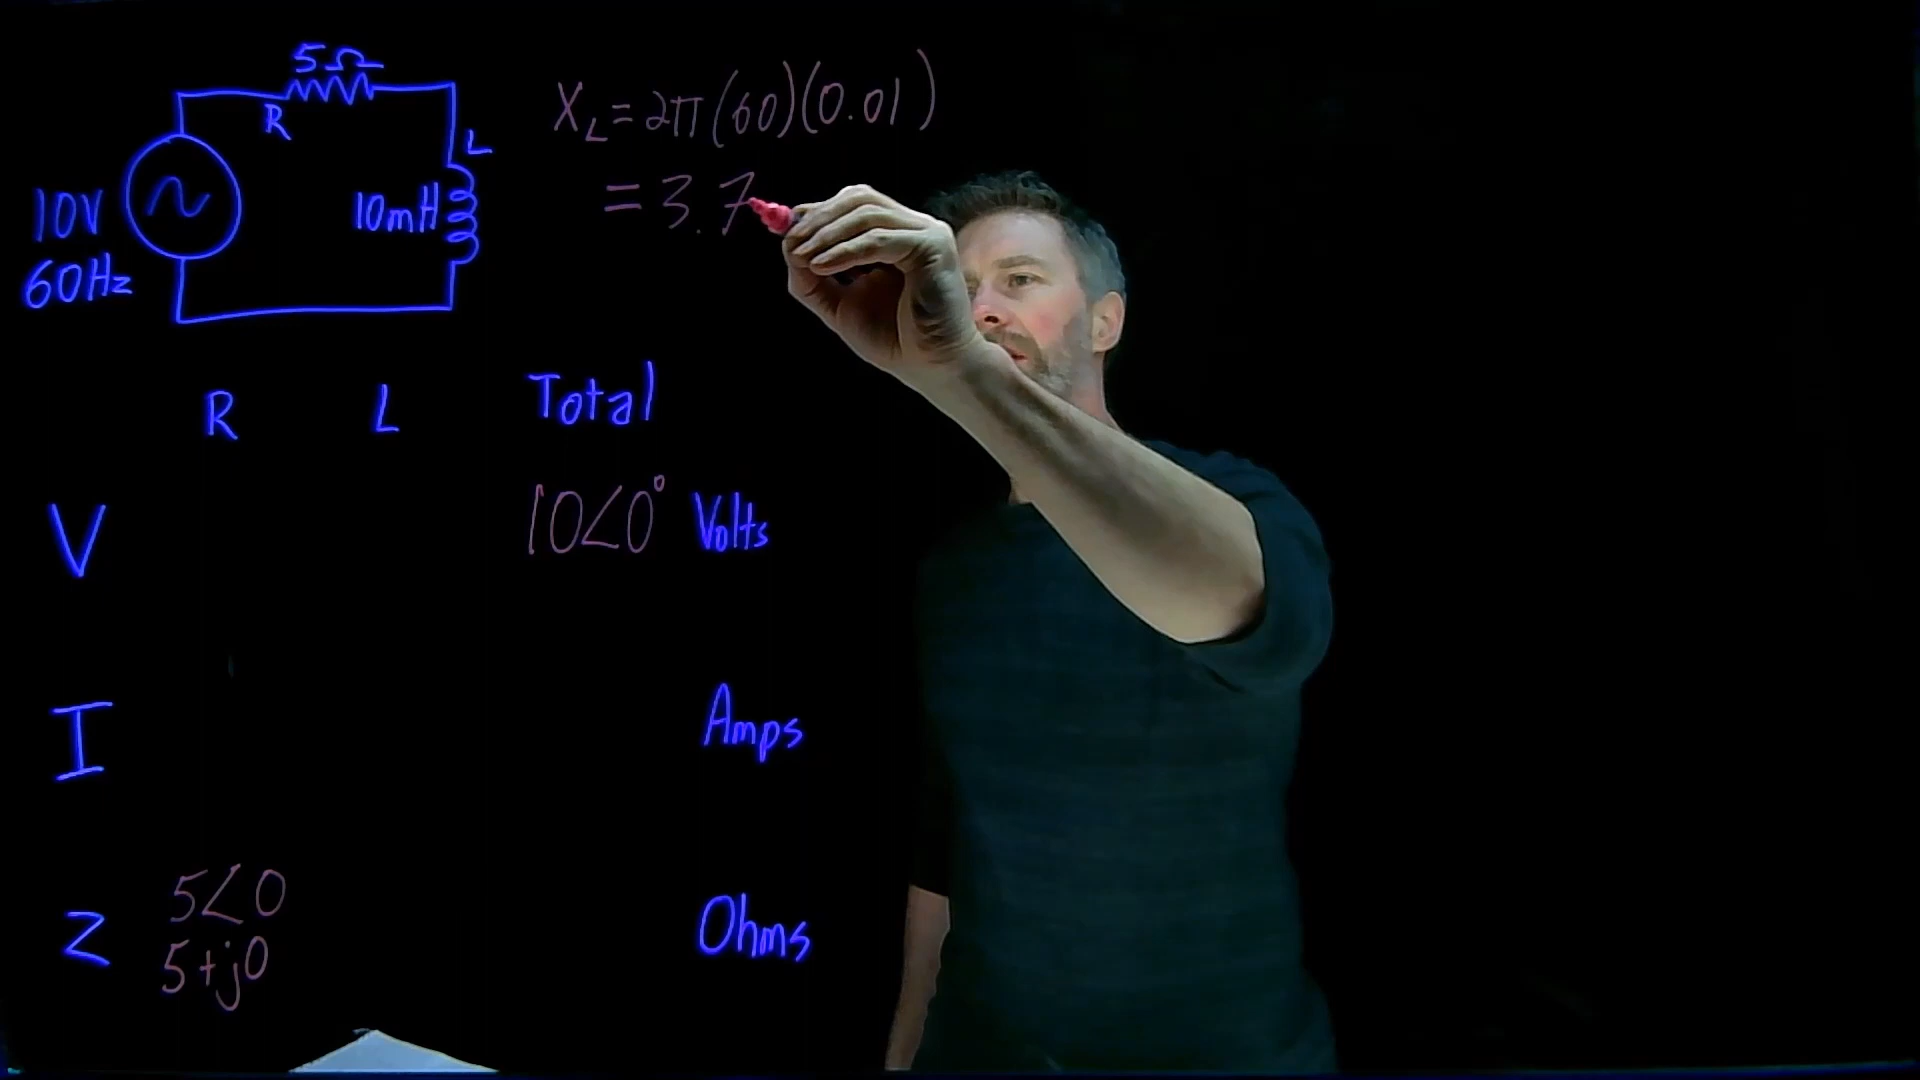 5Ω
R
L
10V
60Hz
10mH
X_L = 2π(60)(0.01)
= 3.7
R L Total
V 10∠0° Volts
I Amps
Z 5∠0 Ohms
5+j0